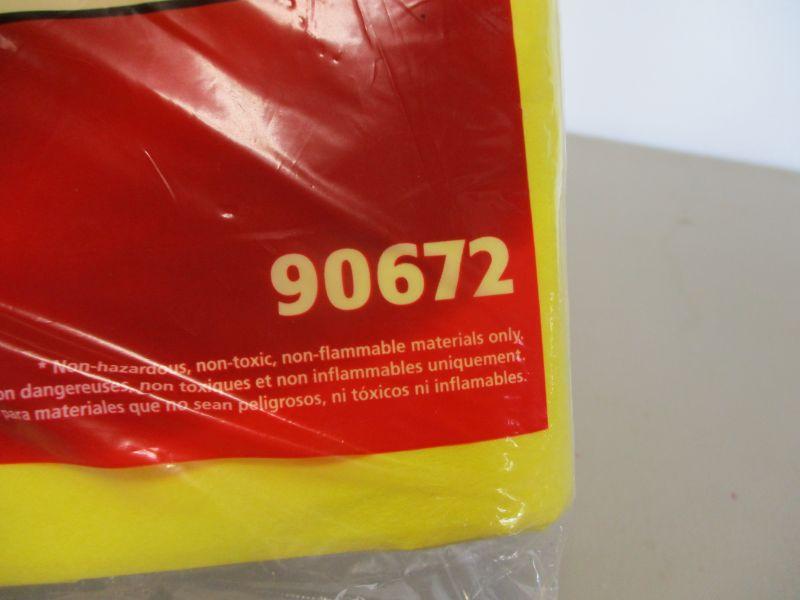 90672
* Non-hazardous, non-toxic, non-flammable materials only.
on dangereuses, non toxiques et non inflammables uniquement.
para materiales que no sean peligrosos, ni tóxicos ni inflamables.